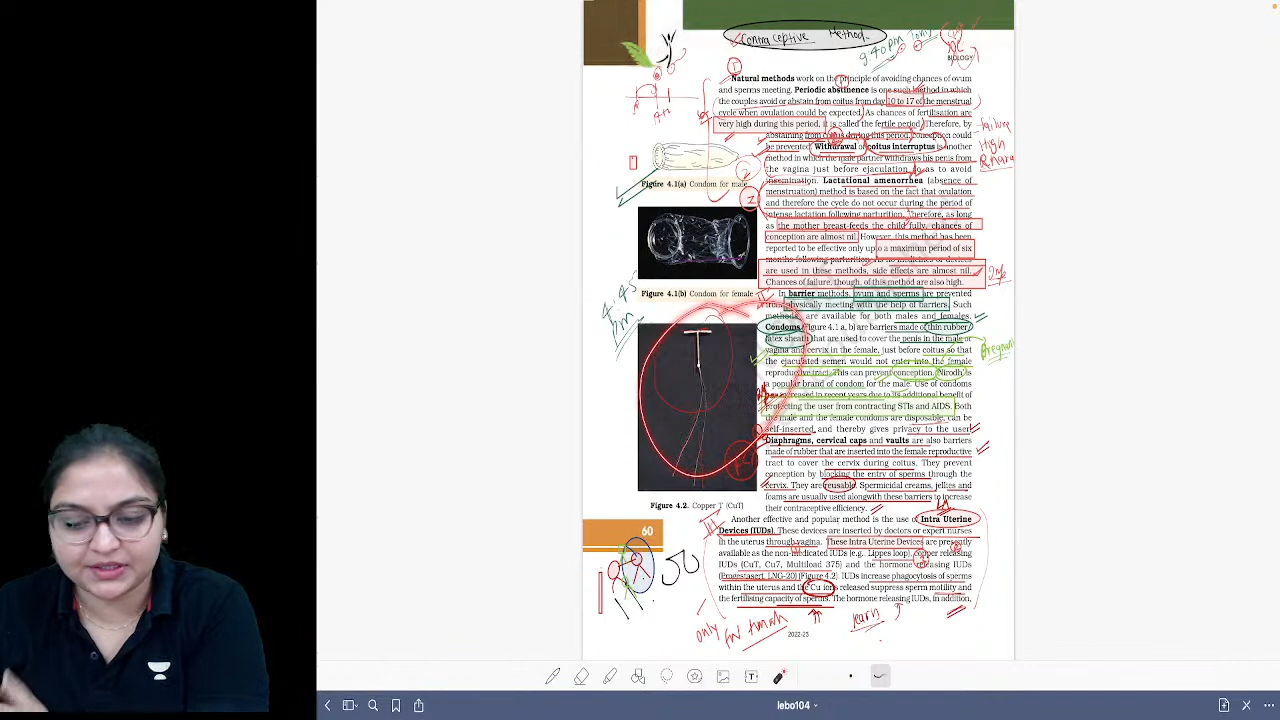 Contraceptive Method
9:40pm
BIOLOGY
Natural methods work on the principle of avoiding chances of ovum
and sperms meeting. Periodic abstinence is one such method in which
the couples avoid or abstain from coitus from day 10 to 17 of the menstrual
cycle when ovulation could be expected. As chances of fertilisation are
very high during this period, it is called the fertile period. Therefore, by
abstaining from coitus during this period, conception could
be prevented. Withdrawal or coitus interruptus is another
method in which the male partner withdraws his penis from
the vagina just before ejaculation so as to avoid
insemination. Lactational amenorrhea (absence of
menstruation) method is based on the fact that ovulation
and therefore the cycle do not occur during the period of
intense lactation following parturition. Therefore, as long
as the mother breast-feeds the child fully, chances of
conception are almost nil. However, this method has been
reported to be effective only upto a maximum period of six
months following parturition. As no medicines or devices
are used in these methods, side effects are almost nil.
Chances of failure, though, of this method are also high.
failure
High
Figure 4.1(a) Condom for male
Figure 4.1(b) Condom for female
4:45
pm
In barrier methods, ovum and sperms are prevented
from physically meeting with the help of barriers. Such
methods are available for both males and females.
Condoms (Figure 4.1 a, b) are barriers made of thin rubber/
latex sheath that are used to cover the penis in the male or
vagina and cervix in the female, just before coitus so that
the ejaculated semen would not enter into the female
reproductive tract. This can prevent conception. 'Nirodh' is
a popular brand of condom for the male. Use of condoms
has increased in recent years due to its additional benefit of
protecting the user from contracting STIs and AIDS. Both
the male and the female condoms are disposable, can be
self-inserted and thereby gives privacy to the user.
Diaphragms, cervical caps and vaults are also barriers
made of rubber that are inserted into the female reproductive
tract to cover the cervix during coitus. They prevent
conception by blocking the entry of sperms through the
cervix. They are reusable. Spermicidal creams, jellies and
foams are usually used alongwith these barriers to increase
their contraceptive efficiency.
Figure 4.2. Copper T (CuT)
60
Another effective and popular method is the use of Intra Uterine
Devices (IUDs). These devices are inserted by doctors or expert nurses
in the uterus through vagina. These Intra Uterine Devices are presently
available as the non-medicated IUDs (e.g., Lippes loop), copper releasing
IUDs (CuT, Cu7, Multiload 375) and the hormone releasing IUDs
(Progestasert, LNG-20) (Figure 4.2). IUDs increase phagocytosis of sperms
within the uterus and the Cu ions released suppress sperm motility and
the fertilising capacity of sperms. The hormone releasing IUDs, in addition,
only
learn
2022-23
lebo104